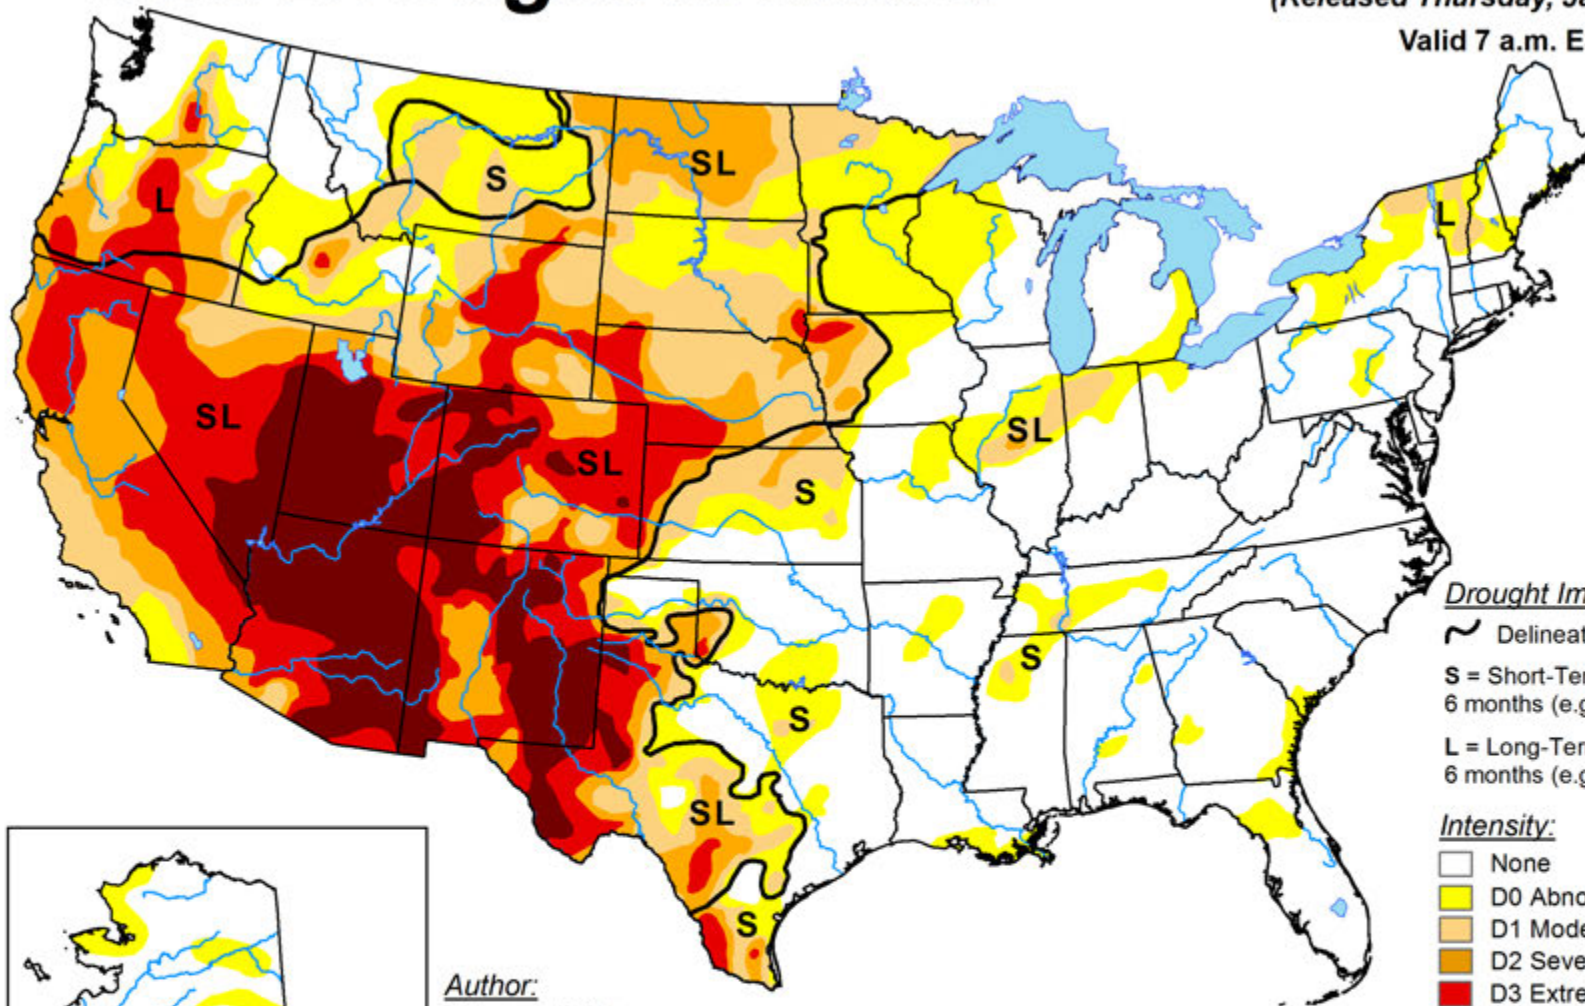 (Released Thursday, Ja
Valid 7 a.m. E
S
SL
L
L
SL
SL
SL
S
S
S
SL
S
Drought Im
Delineat
S = Short-Ter
6 months (e.g
L = Long-Ter
6 months (e.g
Intensity:
None
D0 Abno
D1 Mode
D2 Seve
D3 Extre
Author: